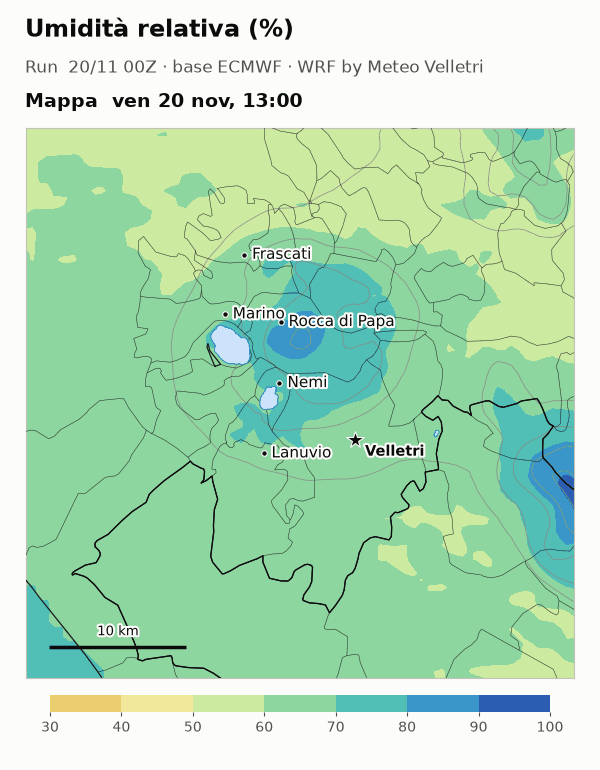 Umidità relativa (%)
Run  20/11 00Z · base ECMWF · WRF by Meteo Velletri
Mappa  ven 20 nov, 13:00
Frascati
Marino
Rocca di Papa
Nemi
Velletri
Lanuvio
10 km
30 40 50 60 70 80 90 100